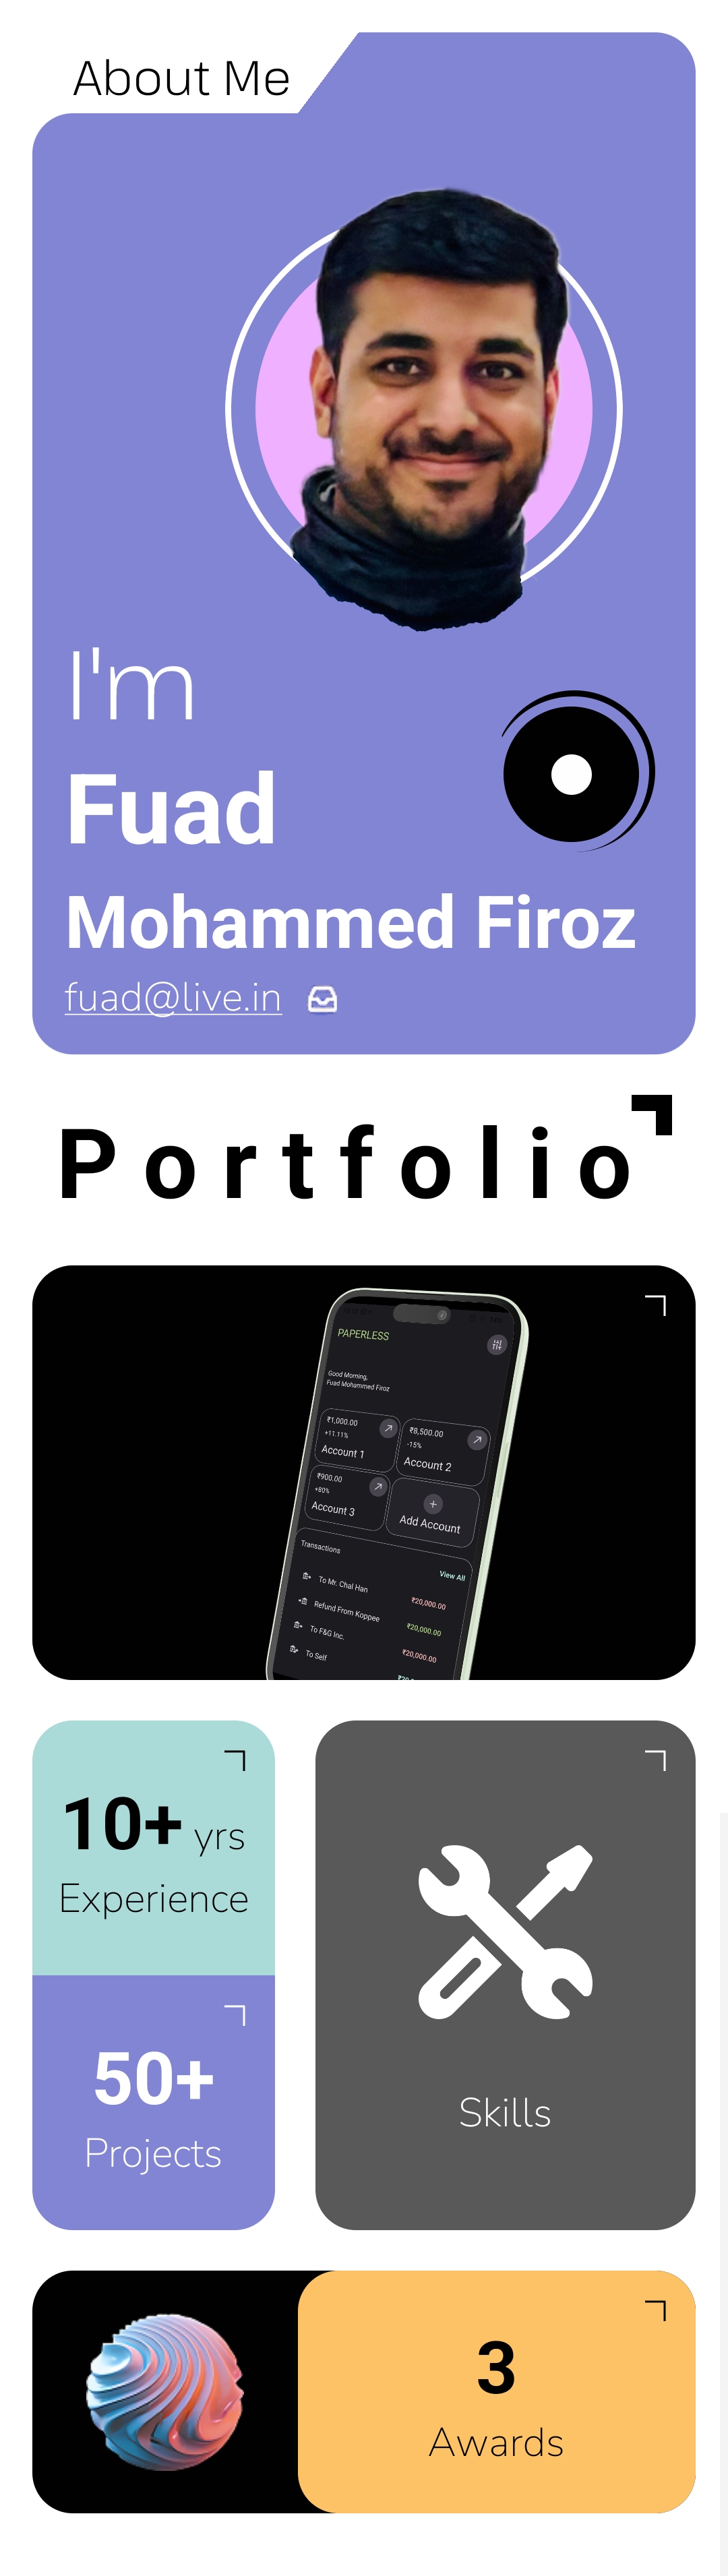 About Me
I'm
Fuad
Mohammed Firoz
fuad@live.in
Portfolio
PAPERLESS
Good Morning,
Fuad Mohammed Firoz
₹1,000.00
+11.11%
Account 1
₹8,500.00
-15%
Account 2
₹900.00
+80%
Account 3
+
Add Account
Transactions
View All
To Mr. Chal Han
₹20,000.00
Refund From Koppee
₹20,000.00
To F&G Inc.
₹20,000.00
To Self
10+ yrs
Experience
50+
Projects
Skills
3
Awards